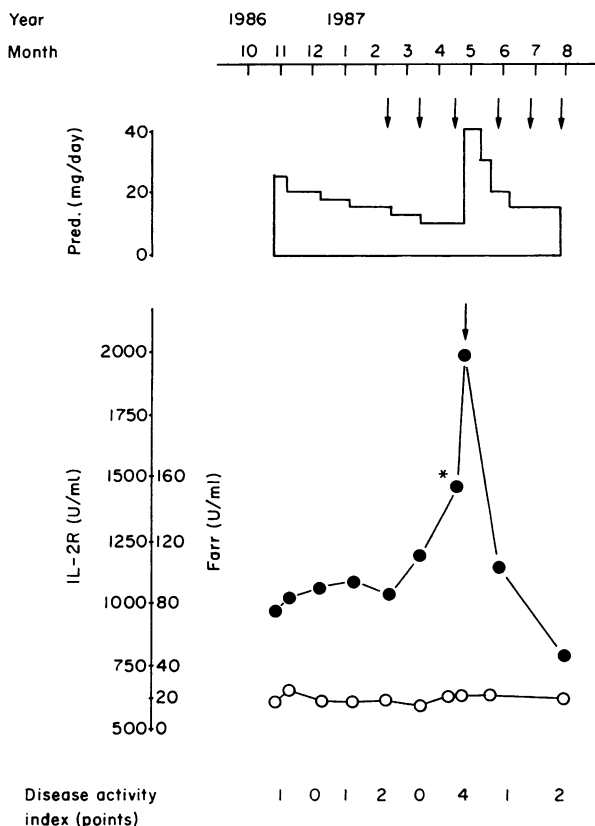 Year 1986 1987
Month 10 11 12 1 2 3 4 5 6 7 8
Pred. (mg/day)
40
20
0
IL-2R (U/ml)
Farr (U/ml)
2000
1750
1500 160
*
1250 120
1000 80
750 40
20
500 0
Disease activity 1 0 1 2 0 4 1 2
index (points)